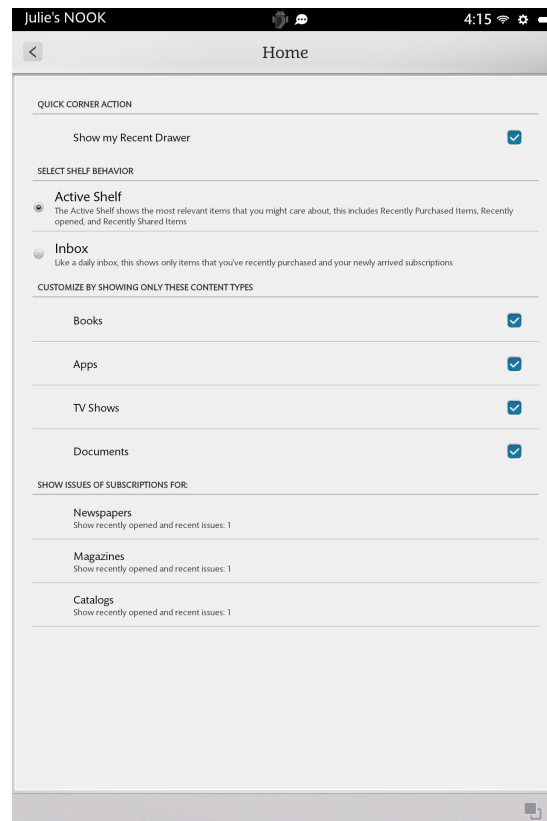 Julie's NOOK
4:15
Home
QUICK CORNER ACTION
Show my Recent Drawer
SELECT SHELF BEHAVIOR
Active Shelf
The Active Shelf shows the most relevant items that you might care about, this includes Recently Purchased Items, Recently
opened, and Recently Shared Items
Inbox
Like a daily inbox, this shows only items that you've recently purchased and your newly arrived subscriptions
CUSTOMIZE BY SHOWING ONLY THESE CONTENT TYPES
Books
Apps
TV Shows
Documents
SHOW ISSUES OF SUBSCRIPTIONS FOR:
Newspapers
Show recently opened and recent issues: 1
Magazines
Show recently opened and recent issues: 1
Catalogs
Show recently opened and recent issues: 1